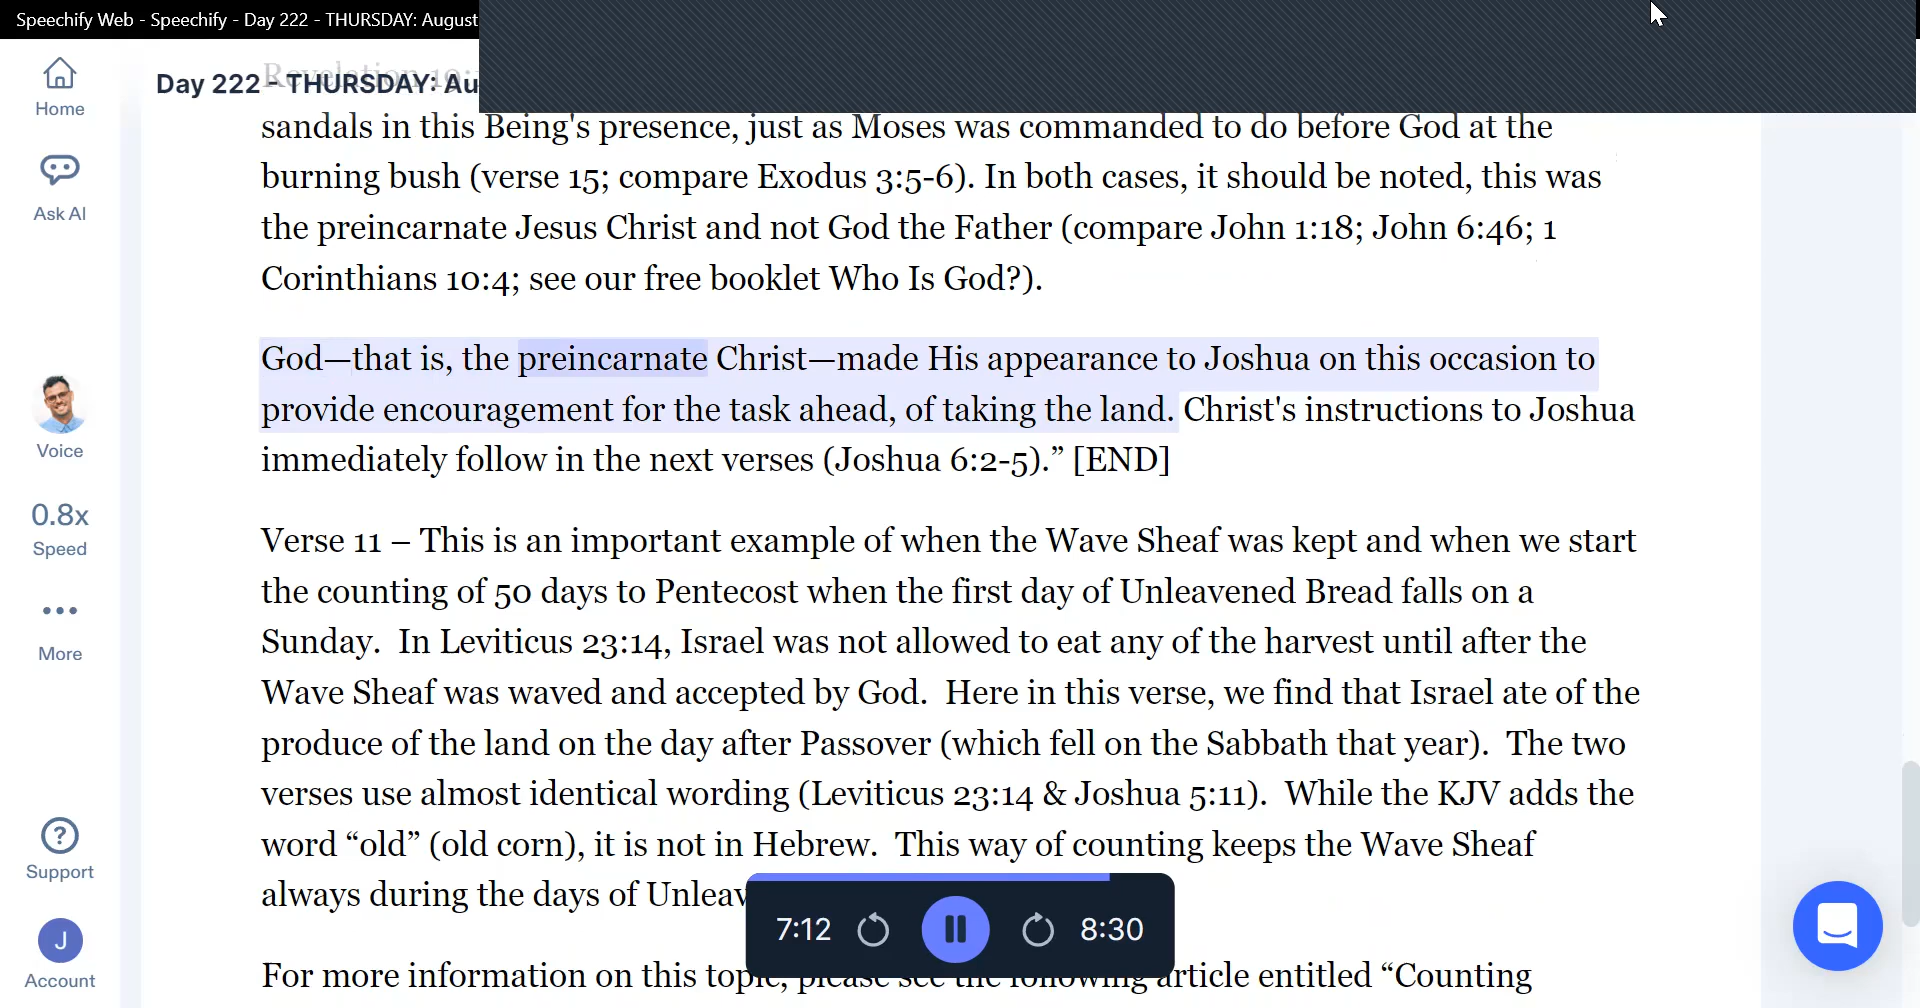 Speechify Web - Speechify - Day 222 - THURSDAY: August
Home
Ask AI
Voice
0.8x
Speed
More
Support
J
Account
Day 222 - THURSDAY: Au
Revelation 19:
sandals in this Being's presence, just as Moses was commanded to do before God at the
burning bush (verse 15; compare Exodus 3:5-6). In both cases, it should be noted, this was
the preincarnate Jesus Christ and not God the Father (compare John 1:18; John 6:46; 1
Corinthians 10:4; see our free booklet Who Is God?).
God—that is, the preincarnate Christ—made His appearance to Joshua on this occasion to
provide encouragement for the task ahead, of taking the land. Christ's instructions to Joshua
immediately follow in the next verses (Joshua 6:2-5).” [END]
Verse 11 – This is an important example of when the Wave Sheaf was kept and when we start
the counting of 50 days to Pentecost when the first day of Unleavened Bread falls on a
Sunday.  In Leviticus 23:14, Israel was not allowed to eat any of the harvest until after the
Wave Sheaf was waved and accepted by God.  Here in this verse, we find that Israel ate of the
produce of the land on the day after Passover (which fell on the Sabbath that year).  The two
verses use almost identical wording (Leviticus 23:14 & Joshua 5:11).  While the KJV adds the
word “old” (old corn), it is not in Hebrew.  This way of counting keeps the Wave Sheaf
always during the days of Unleav
7:12
8:30
For more information on this topic, please see the following article entitled “Counting